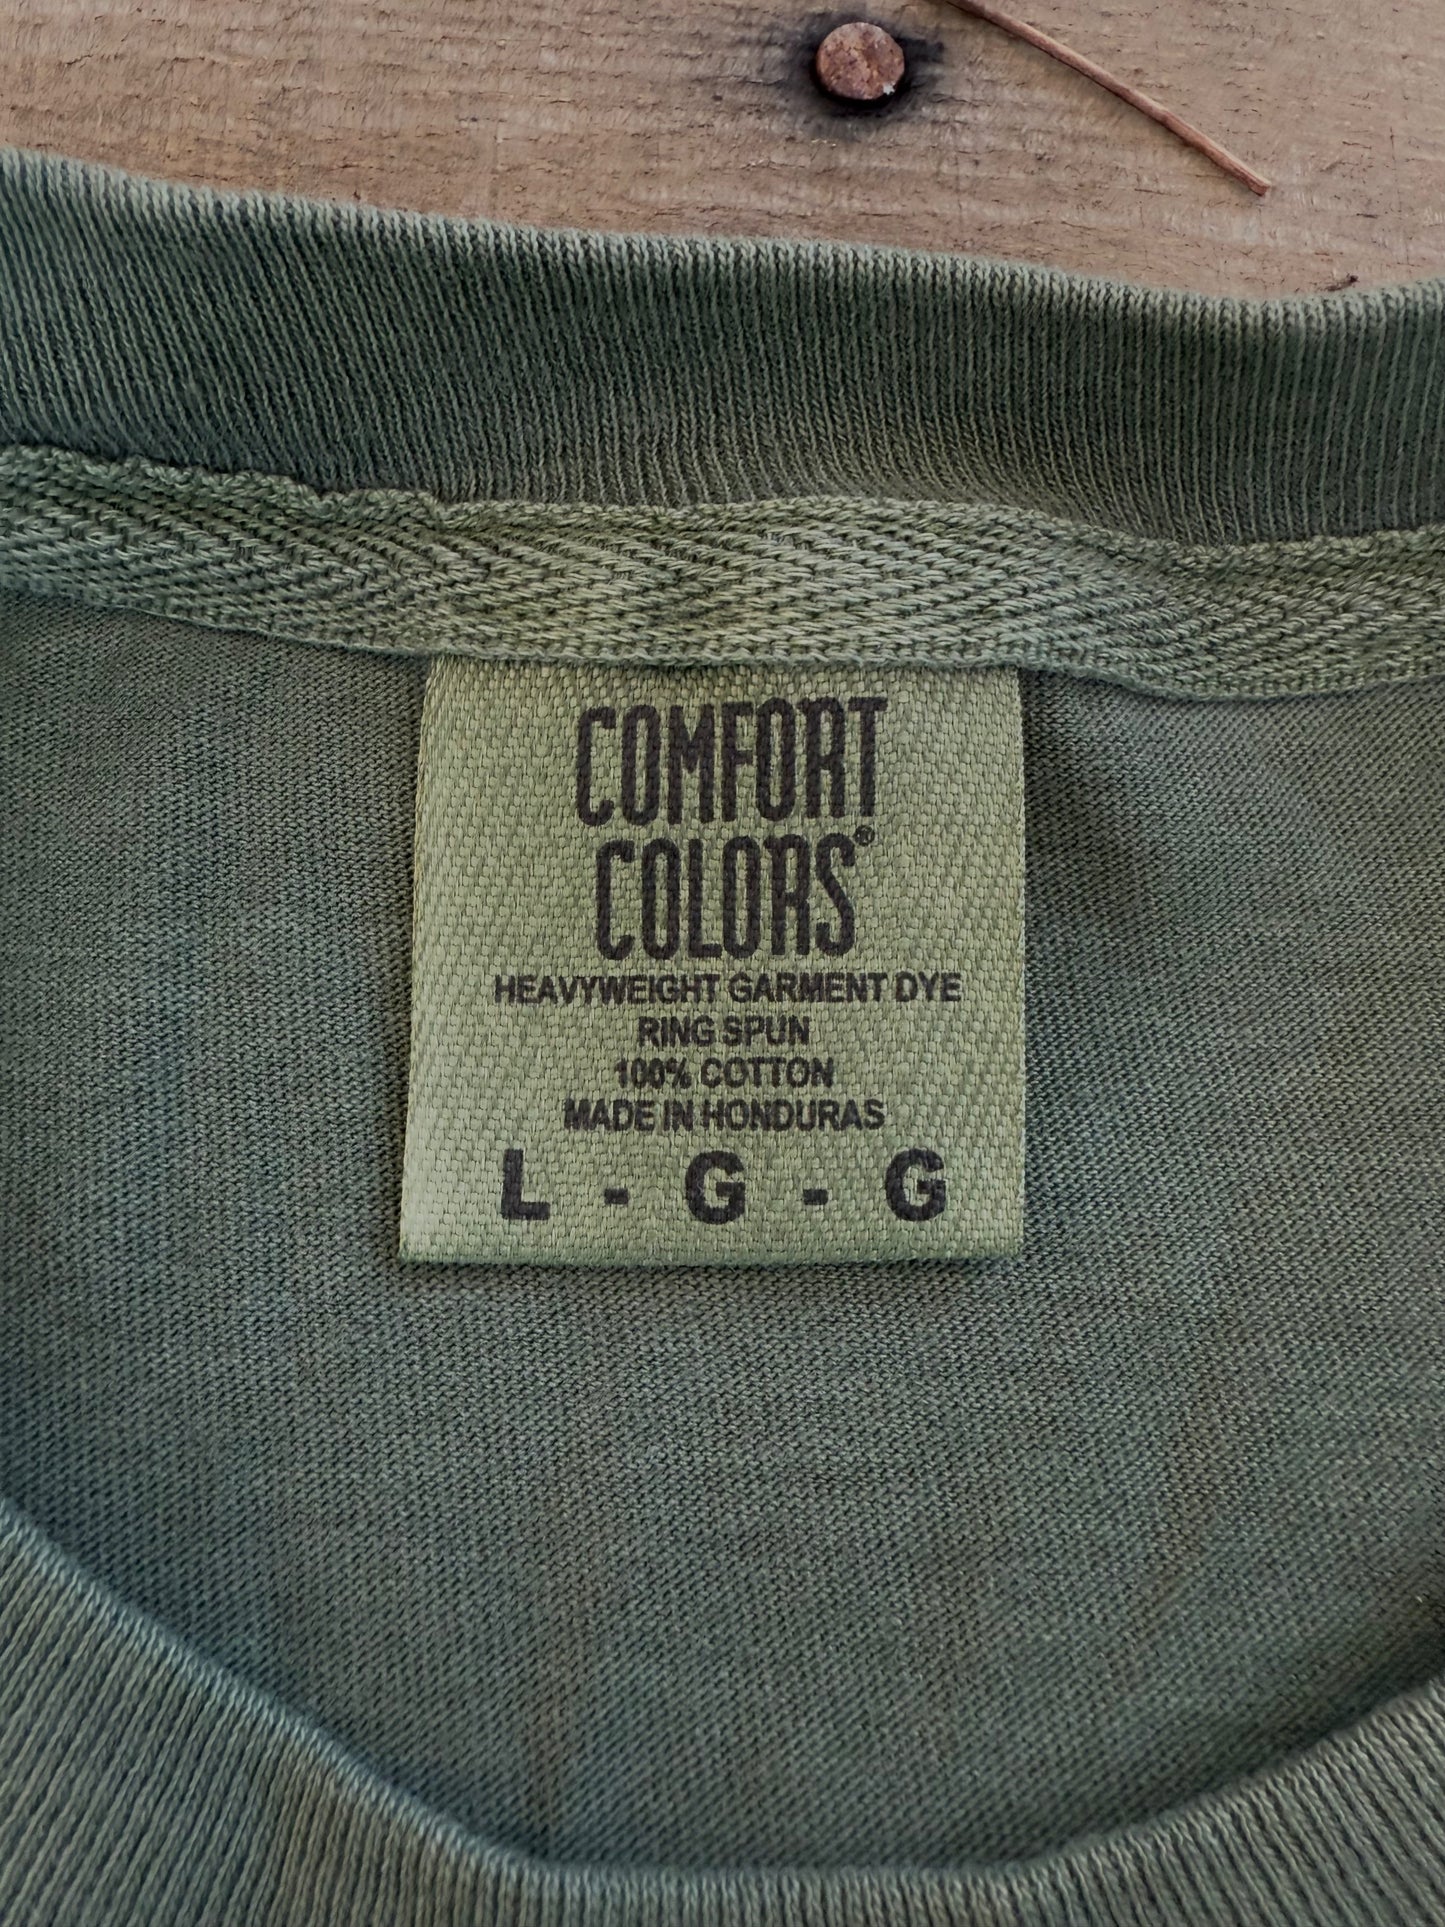 COMFORT
COLORS®
HEAVYWEIGHT GARMENT DYE
RING SPUN
100% COTTON
MADE IN HONDURAS
L - G - G